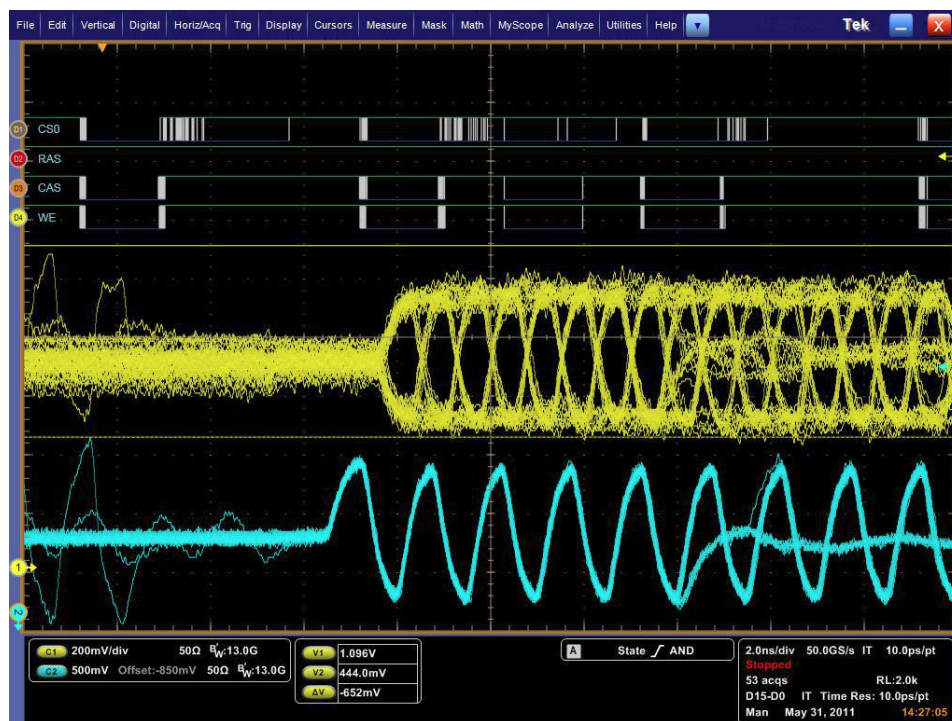 File Edit Vertical Digital Horiz/Acq Trig Display Cursors Measure Mask Math MyScope Analyze Utilities Help Tek X
D1 CS0
D2 RAS
D3 CAS
D4 WE
1
2
C1 200mV/div 50Ω BW:13.0G
C2 500mV Offset:-850mV 50Ω BW:13.0G
V1 1.096V
V2 444.0mV
ΔV -652mV
A State AND
2.0ns/div 50.0GS/s IT 10.0ps/pt
Stopped
53 acqs RL:2.0k
D15-D0 IT Time Res: 10.0ps/pt
Man May 31, 2011 14:27:05